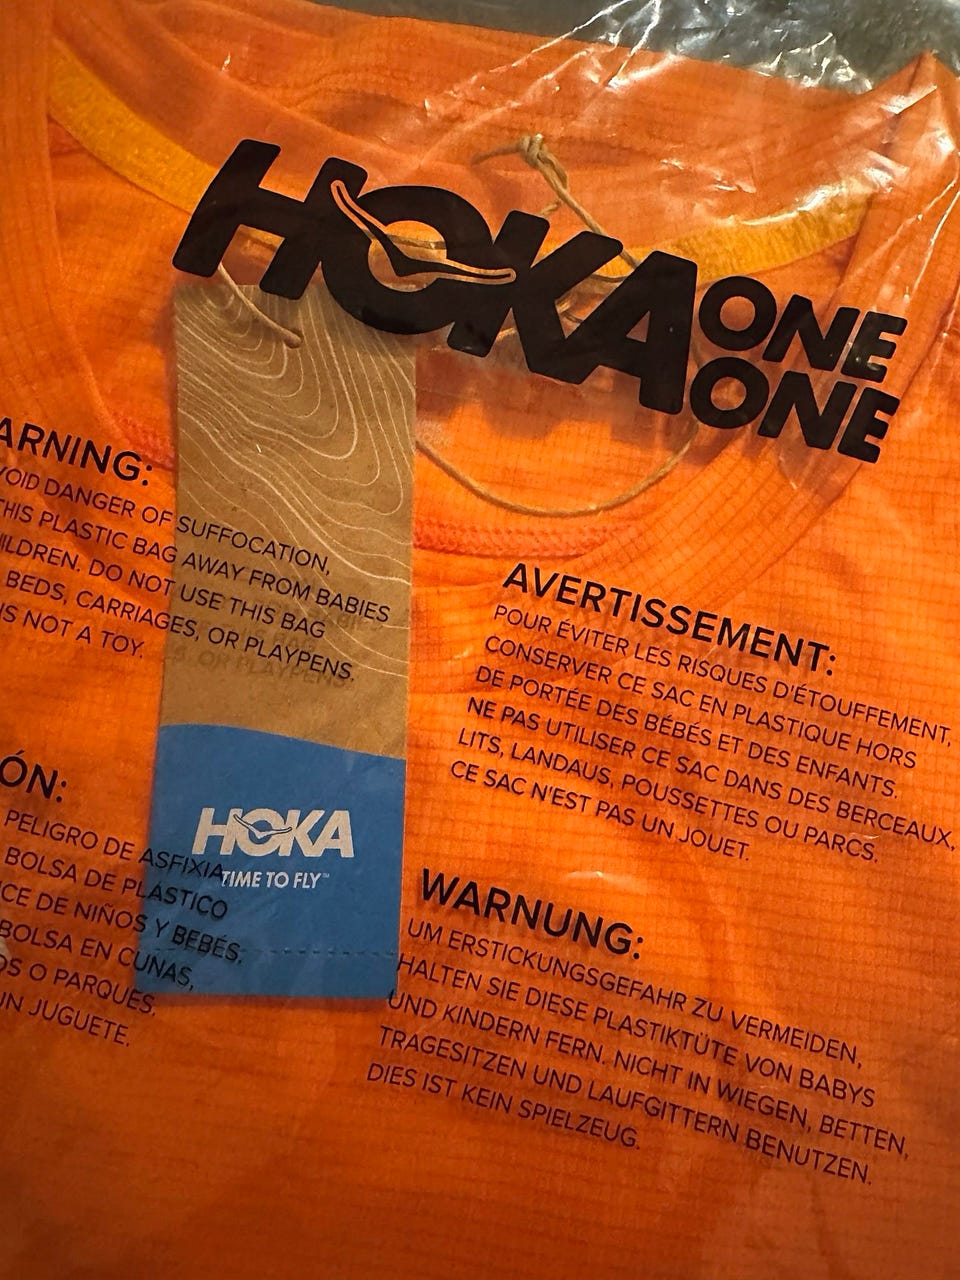 HOKA ONE
ONE
ARNING:
VOID DANGER OF SUFFOCATION,
THIS PLASTIC BAG AWAY FROM BABIES
ILDREN. DO NOT USE THIS BAG
BEDS, CARRIAGES, OR PLAYPENS.
IS NOT A TOY.
AVERTISSEMENT:
POUR ÉVITER LES RISQUES D'ÉTOUFFEMENT,
CONSERVER CE SAC EN PLASTIQUE HORS
DE PORTÉE DES BÉBÉS ET DES ENFANTS.
NE PAS UTILISER CE SAC DANS DES BERCEAUX,
LITS, LANDAUS, POUSSETTES OU PARCS.
CE SAC N'EST PAS UN JOUET.
ÓN:
PELIGRO DE ASFIXIA,
BOLSA DE PLÁSTICO
CE DE NIÑOS Y BEBÉS.
BOLSA EN CUNAS,
OS O PARQUES.
UN JUGUETE.
HOKA
TIME TO FLY™
WARNUNG:
UM ERSTICKUNGSGEFAHR ZU VERMEIDEN,
HALTEN SIE DIESE PLASTIKTÜTE VON BABYS
UND KINDERN FERN. NICHT IN WIEGEN, BETTEN,
TRAGESITZEN UND LAUFGITTERN BENUTZEN.
DIES IST KEIN SPIELZEUG.